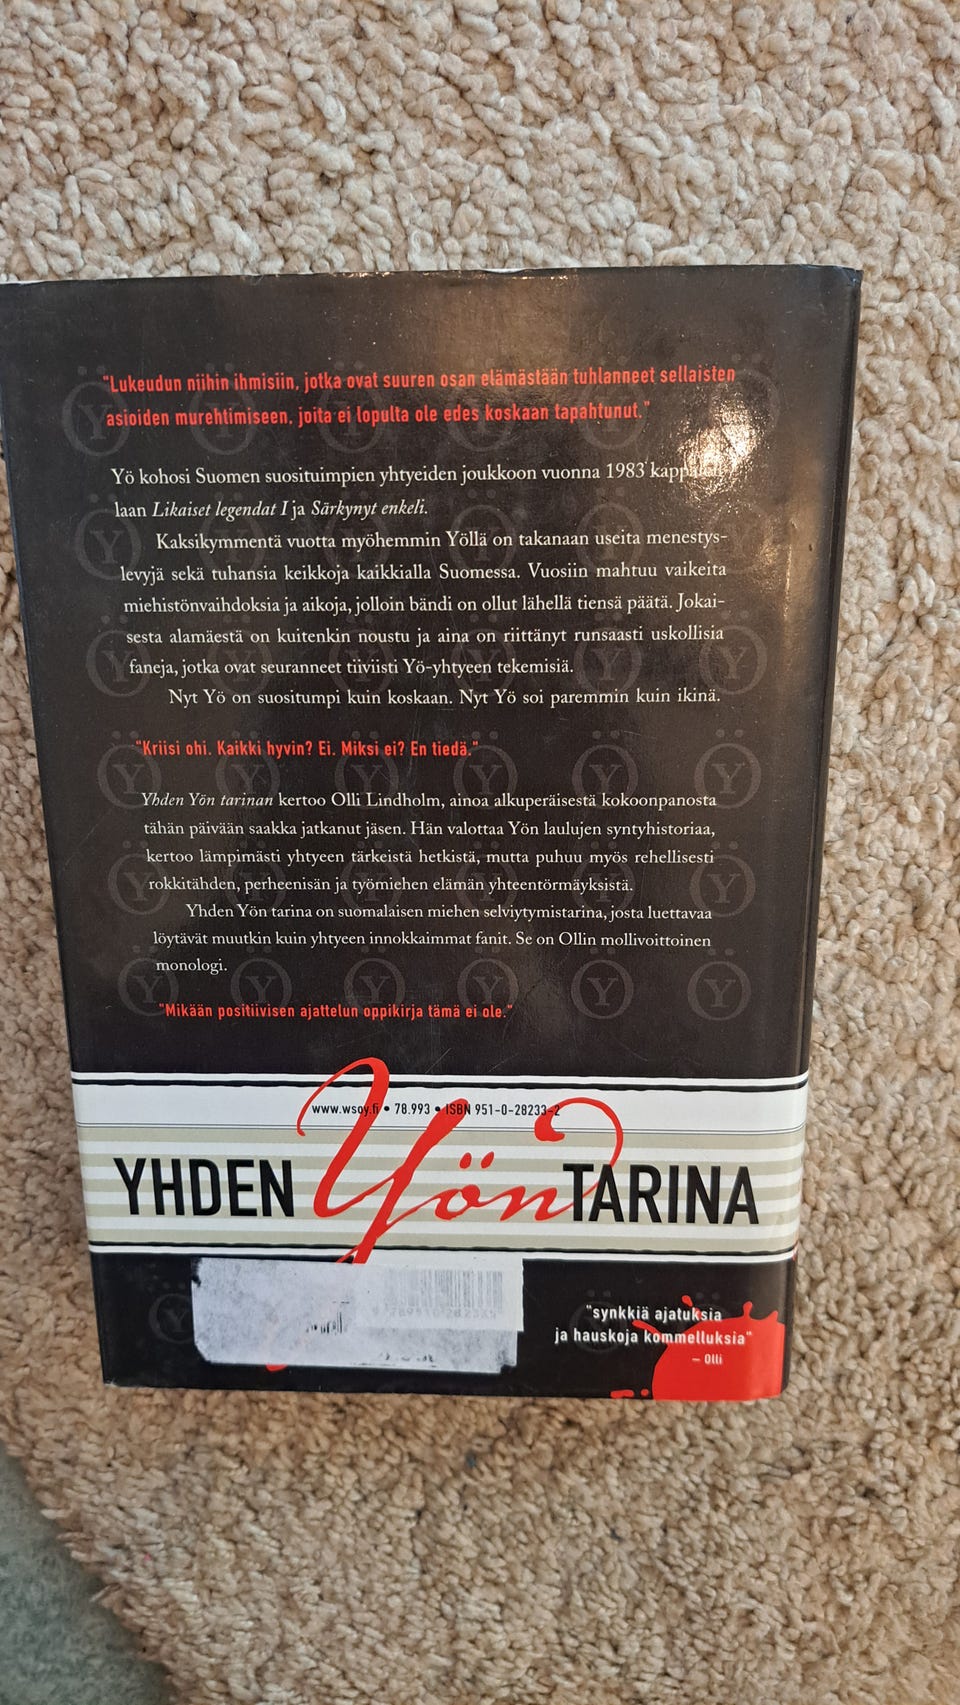 "Lukeudun niihin ihmisiin, jotka ovat suuren osan elämästään tuhlanneet sellaisten
asioiden murehtimiseen, joita ei lopulta ole edes koskaan tapahtunut."
Yö kohosi Suomen suosituimpien yhtyeiden joukkoon vuonna 1983
laan Likaiset legendat I ja Särkynyt enkeli.
Kaksikymmentä vuotta myöhemmin Yöllä on takanaan useita menestys-
levyjä sekä tuhansia keikkoja kaikkialla Suomessa. Vuosiin mahtuu vaikeita
miehistönvaihdoksia ja aikoja, jolloin bändi on ollut lähellä tiensä päätä. Jokai-
sesta alamäestä on kuitenkin noustu ja aina on riittänyt runsaasti uskollisia
faneja, jotka ovat seuranneet tiiviisti Yö-yhtyeen tekemisiä.
Nyt Yö on suositumpi kuin koskaan. Nyt Yö soi paremmin kuin ikinä.
"Kriisi ohi. Kaikki hyvin? Ei. Miksi ei? En tiedä."
Yhden Yön tarinan kertoo Olli Lindholm, ainoa alkuperäisestä kokoonpanosta
tähän päivään saakka jatkanut jäsen. Hän valottaa Yön laulujen syntyhistoriaa,
kertoo lämpimästi yhtyeen tärkeistä hetkistä, mutta puhuu myös rehellisesti
rokkitähden, perheenisän ja työmiehen elämän yhteentörmäyksistä.
Yhden Yön tarina on suomalaisen miehen selviytymistarina, josta luettavaa
löytävät muutkin kuin yhtyeen innokkaimmat fanit. Se on Ollin mollivoittoinen
monologi.
"Mikään positiivisen ajattelun oppikirja tämä ei ole."
www.wsoy.fi • 78.993 • ISBN 951-0-28233-2
YHDEN Yön TARINA
"synkkiä ajatuksia
ja hauskoja kommelluksia"
– Olli